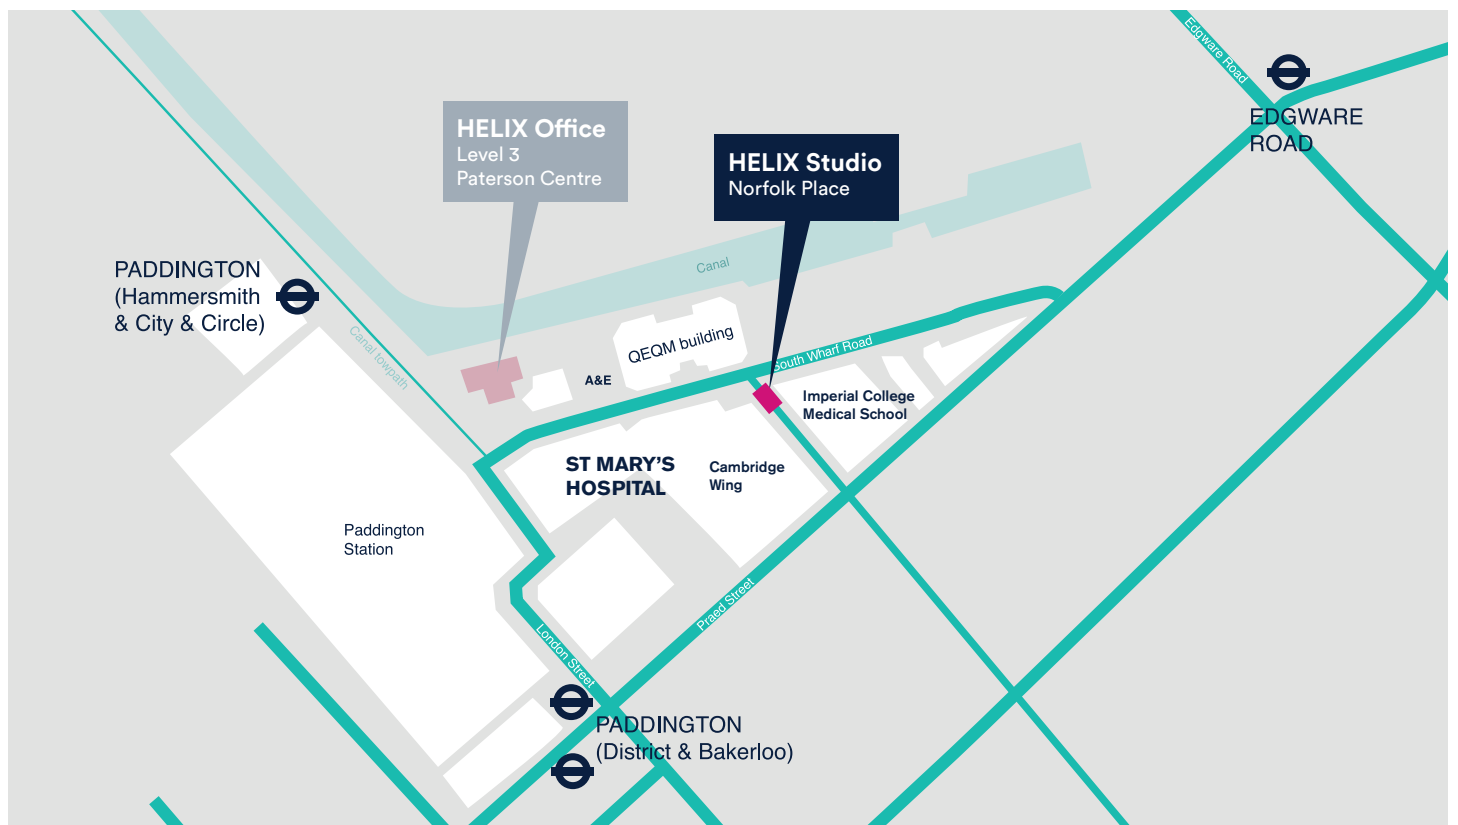 Edgware Road
EDGWARE
ROAD
HELIX Office
Level 3
Paterson Centre
HELIX Studio
Norfolk Place
PADDINGTON
(Hammersmith
& City & Circle)
Canal
Canal towpath
QEQM building
South Wharf Road
A&E
Imperial College
Medical School
ST MARY'S
HOSPITAL
Cambridge
Wing
Paddington
Station
Praed Street
London Street
PADDINGTON
(District & Bakerloo)